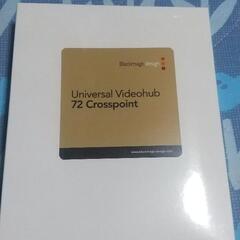 Blackmagicdesign
Universal Videohub
72 Crosspoint
www.blackmagic-design.com